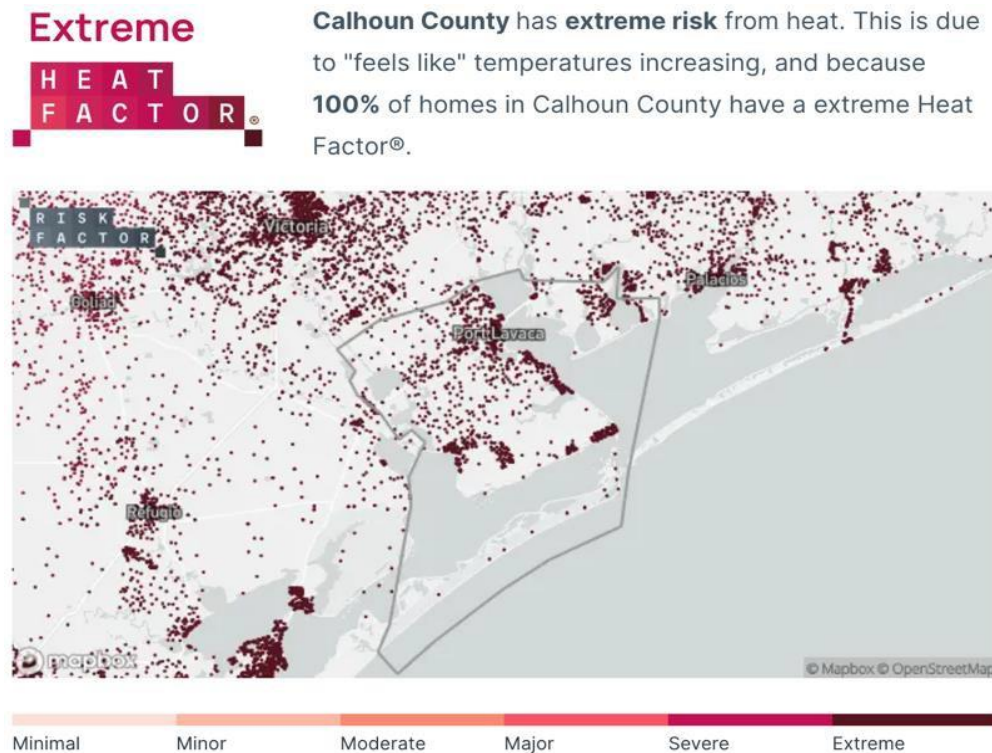 Extreme
HEAT
FACTOR®
Calhoun County has extreme risk from heat. This is due
to "feels like" temperatures increasing, and because
100% of homes in Calhoun County have a extreme Heat
Factor®.
RISK
FACTOR
Victoria
Goliad
Palacios
Port Lavaca
Refugio
mapbox
© Mapbox © OpenStreetMap
Minimal Minor Moderate Major Severe Extreme